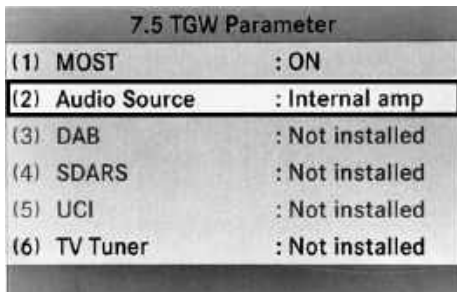 7.5 TGW Parameter
(1) MOST : ON
(2) Audio Source : Internal amp
(3) DAB : Not installed
(4) SDARS : Not installed
(5) UCI : Not installed
(6) TV Tuner : Not installed